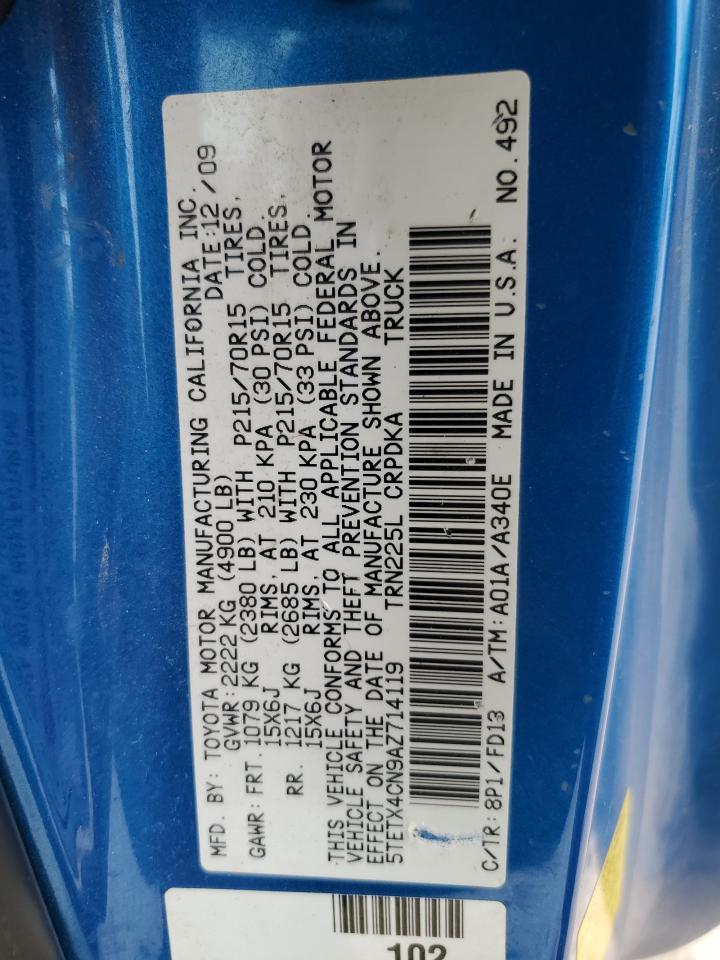 MFD. BY: TOYOTA MOTOR MANUFACTURING CALIFORNIA INC.
GVWR: 2222 KG (4900 LB) DATE: 12/09
GAWR: FRT. 1079 KG (2380 LB) WITH P215/70R15 TIRES,
15X6J RIMS, AT 210 KPA (30 PSI) COLD.
RR. 1217 KG (2685 LB) WITH P215/70R15 TIRES,
15X6J RIMS, AT 230 KPA (33 PSI) COLD.
THIS VEHICLE CONFORMS TO ALL APPLICABLE FEDERAL MOTOR
VEHICLE SAFETY AND THEFT PREVENTION STANDARDS IN
EFFECT ON THE DATE OF MANUFACTURE SHOWN ABOVE.
5TETX4CN9AZ714119 TRN225L CRPDKA TRUCK
C/TR: 8P1/FD13 A/TM: A01A/A340E MADE IN U.S.A. NO. 492
102